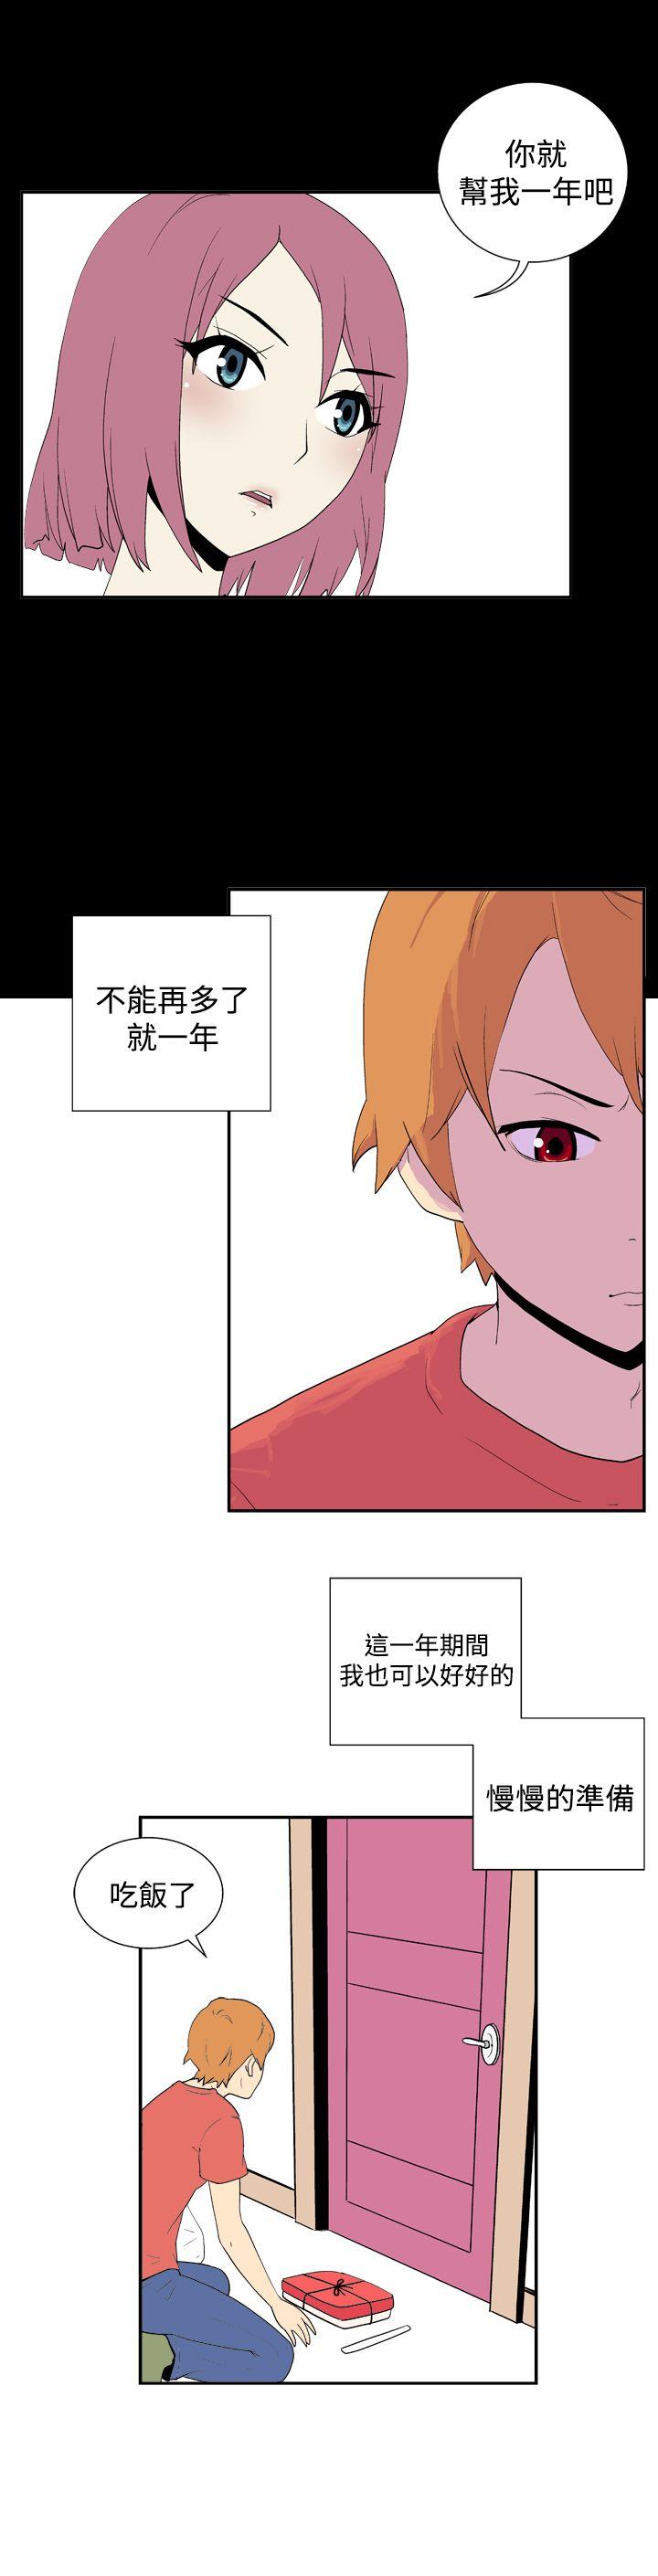 你就
幫我一年吧
不能再多了
就一年
這一年期間
我也可以好好的
慢慢的準備
吃飯了